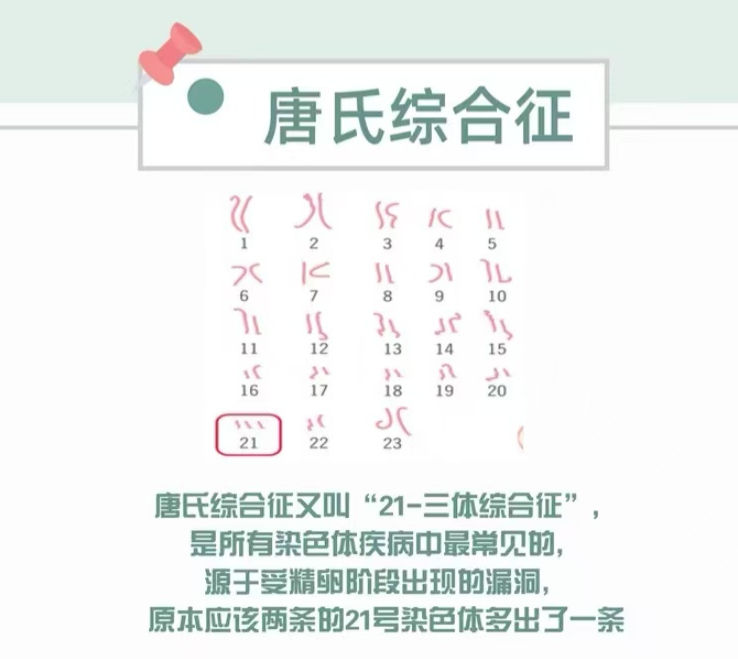 唐氏综合征
1 2 3 4 5
6 7 8 9 10
11 12 13 14 15
16 17 18 19 20
21 22 23
唐氏综合征又叫“21-三体综合征”，
是所有染色体疾病中最常见的，
源于受精卵阶段出现的漏洞，
原本应该两条的21号染色体多出了一条